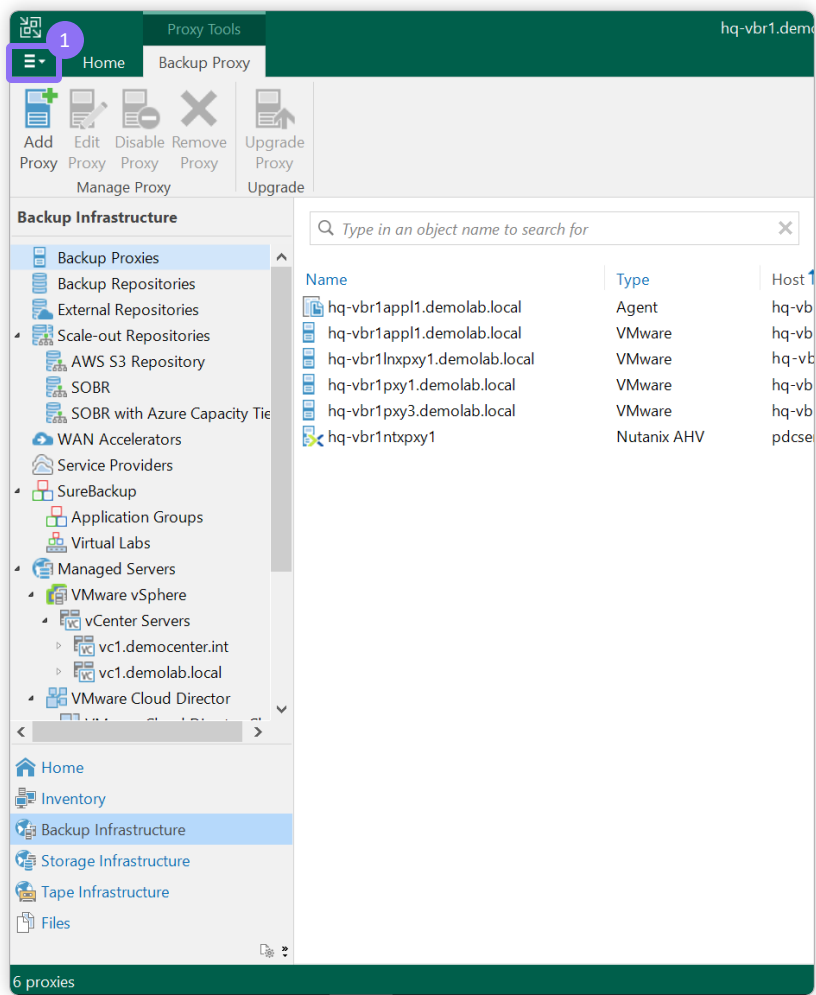 Proxy Tools
hq-vbr1.demo
1
Home
Backup Proxy
Add Proxy
Edit Proxy
Disable Proxy
Remove Proxy
Upgrade Proxy
Manage Proxy
Upgrade
Backup Infrastructure
Backup Proxies
Backup Repositories
External Repositories
Scale-out Repositories
AWS S3 Repository
SOBR
SOBR with Azure Capacity Tie
WAN Accelerators
Service Providers
SureBackup
Application Groups
Virtual Labs
Managed Servers
VMware vSphere
vCenter Servers
vc1.democenter.int
vc1.demolab.local
VMware Cloud Director
Home
Inventory
Backup Infrastructure
Storage Infrastructure
Tape Infrastructure
Files
Type in an object name to search for
Name Type Host
hq-vbr1appl1.demolab.local Agent hq-vb
hq-vbr1appl1.demolab.local VMware hq-vb
hq-vbr1lnxpxy1.demolab.local VMware hq-vb
hq-vbr1pxy1.demolab.local VMware hq-vb
hq-vbr1pxy3.demolab.local VMware hq-vb
hq-vbr1ntxpxy1 Nutanix AHV pdcse
6 proxies